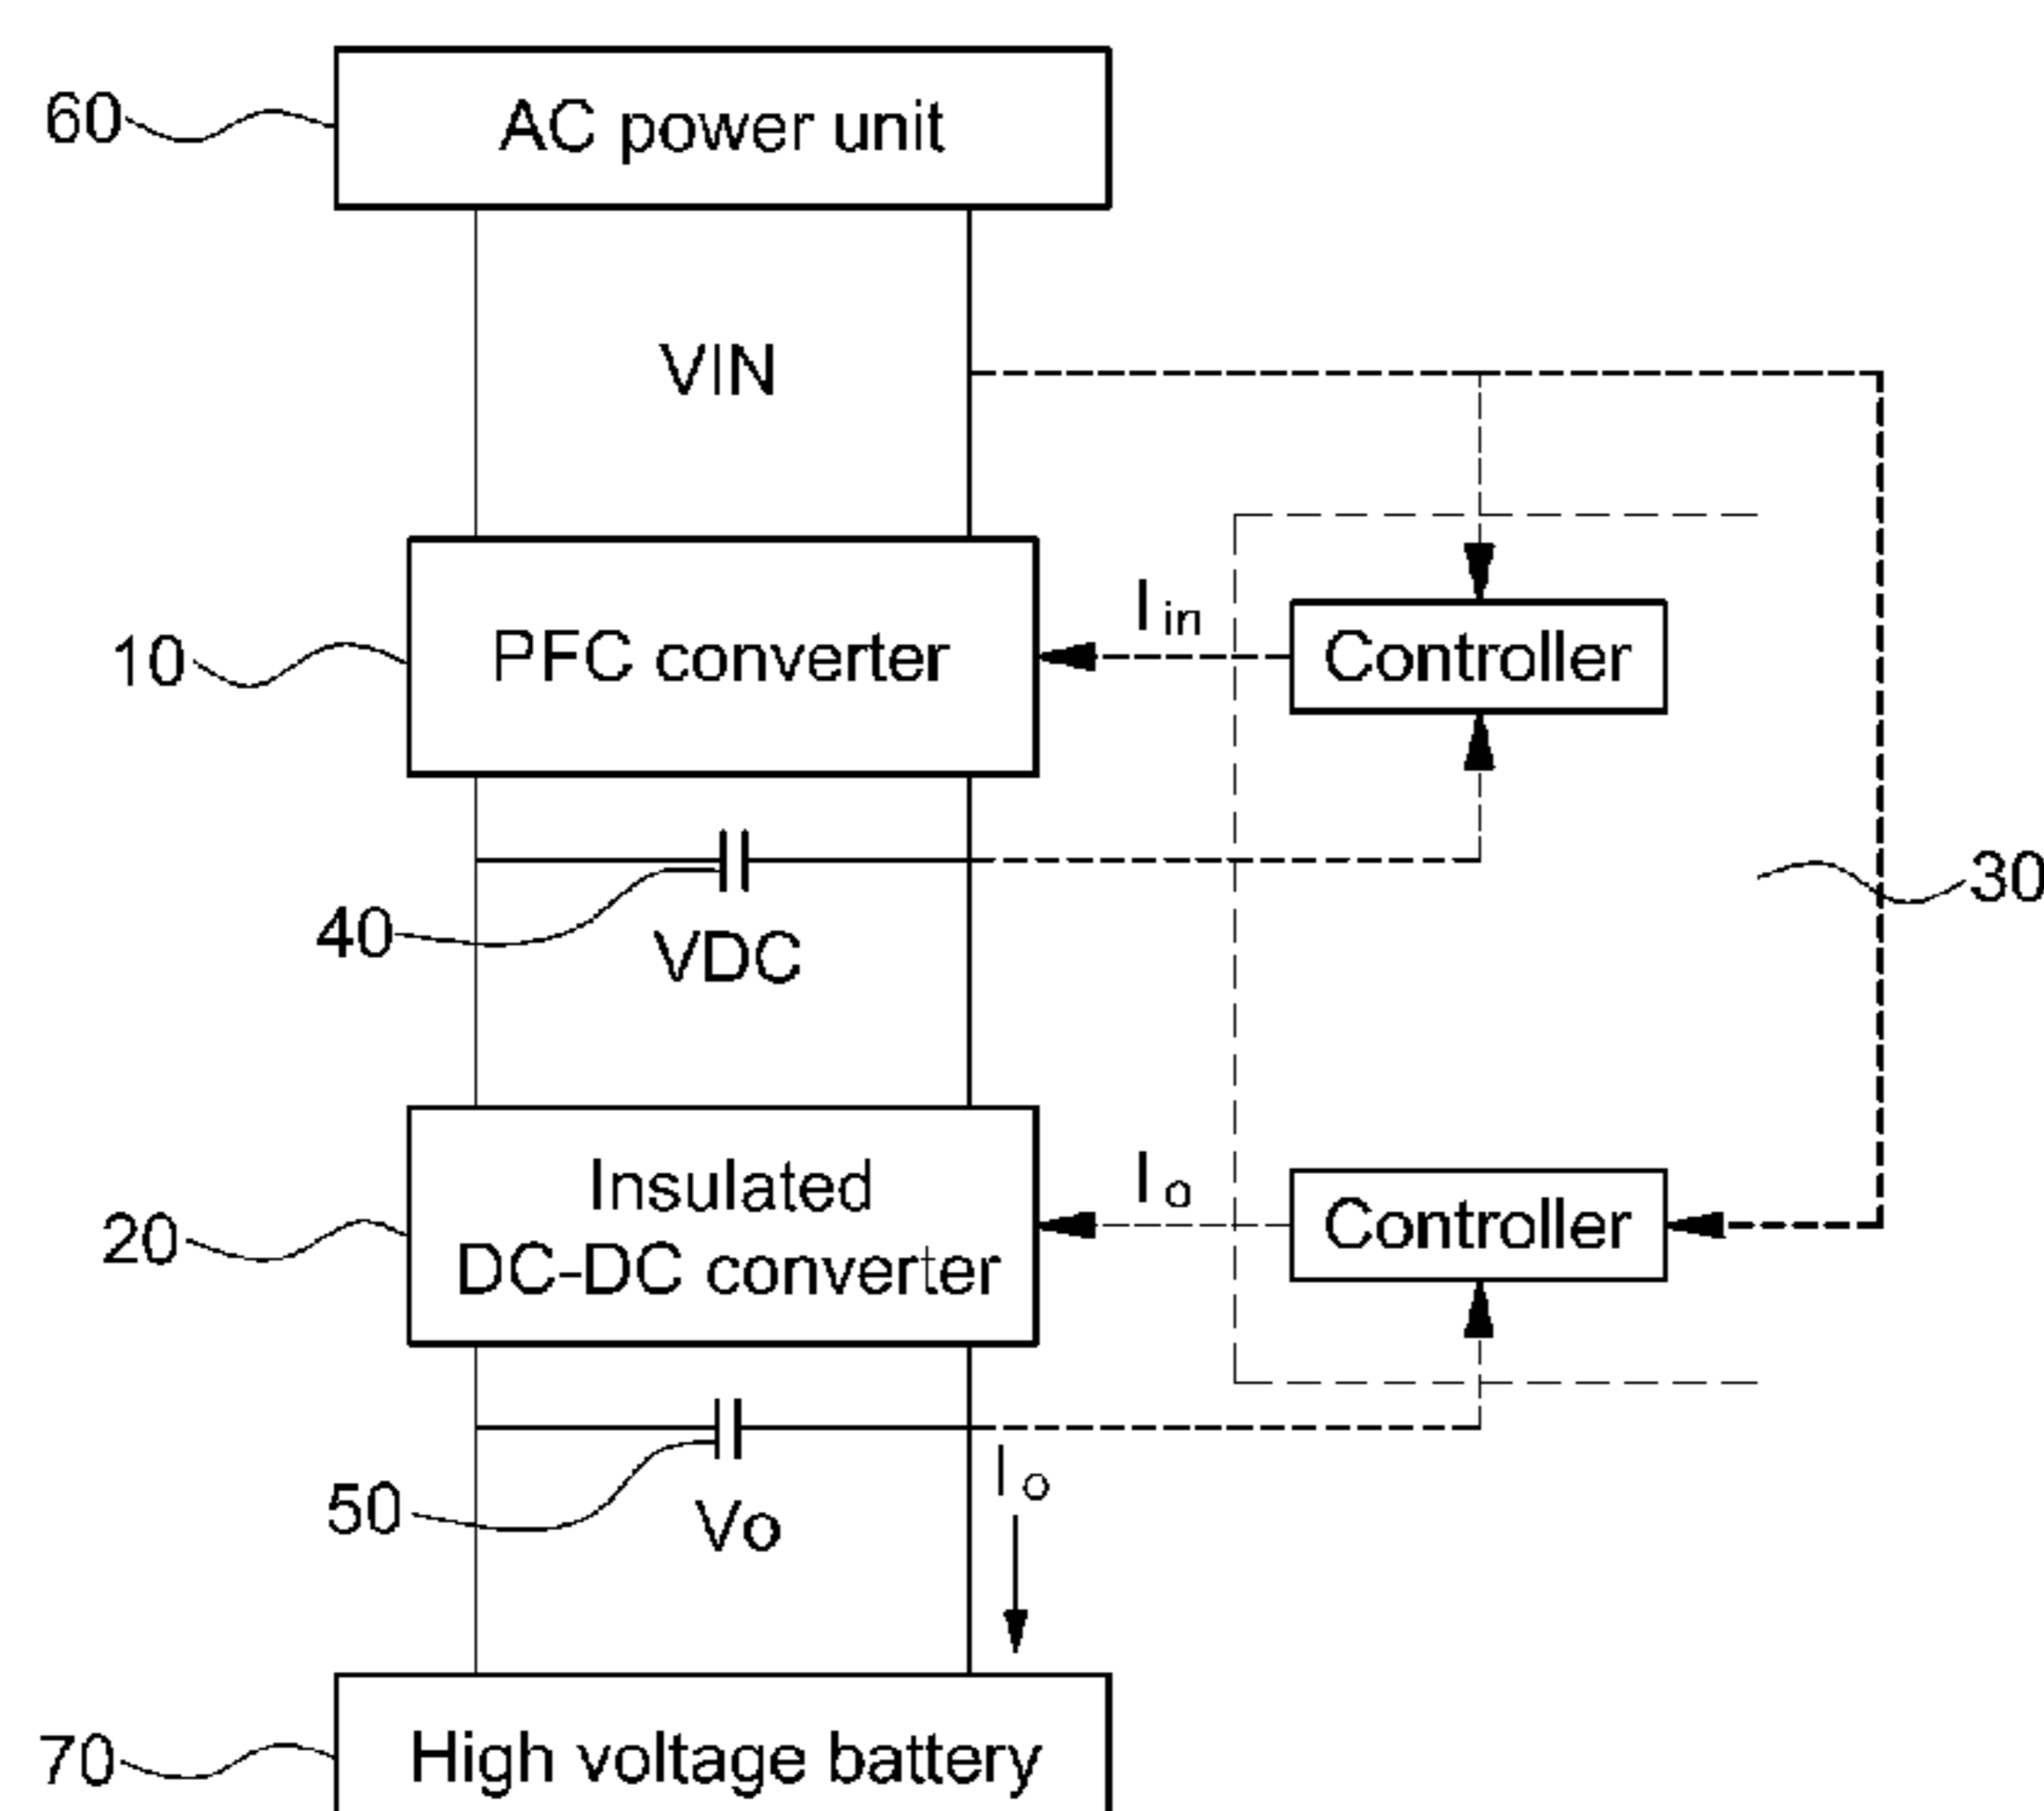 60
AC power unit
VIN
10
PFC converter
Iin
Controller
40
VDC
30
20
Insulated
DC-DC converter
Io
Controller
50
Vo
Io
70
High voltage battery